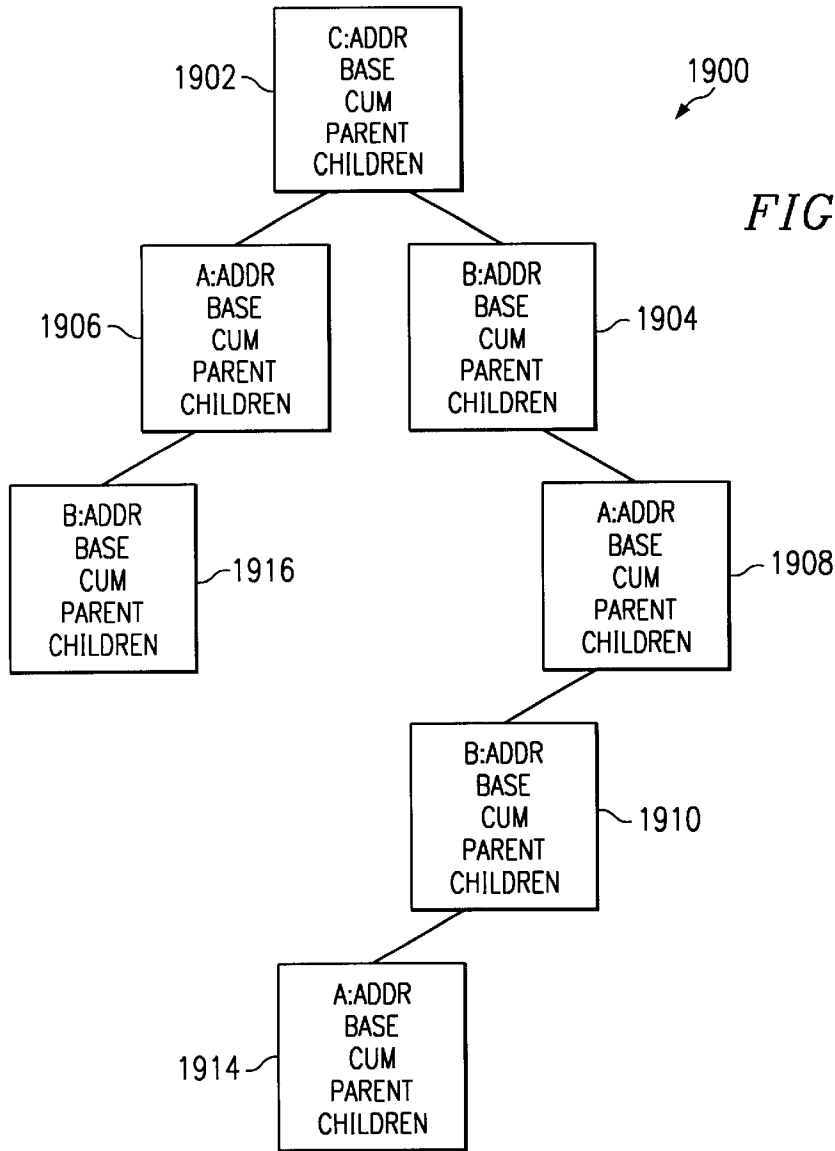 C:ADDR
BASE
CUM
PARENT
CHILDREN
1902
1900
FIG
A:ADDR
BASE
CUM
PARENT
CHILDREN
1906
B:ADDR
BASE
CUM
PARENT
CHILDREN
1904
B:ADDR
BASE
CUM
PARENT
CHILDREN
1916
A:ADDR
BASE
CUM
PARENT
CHILDREN
1908
B:ADDR
BASE
CUM
PARENT
CHILDREN
1910
A:ADDR
BASE
CUM
PARENT
CHILDREN
1914